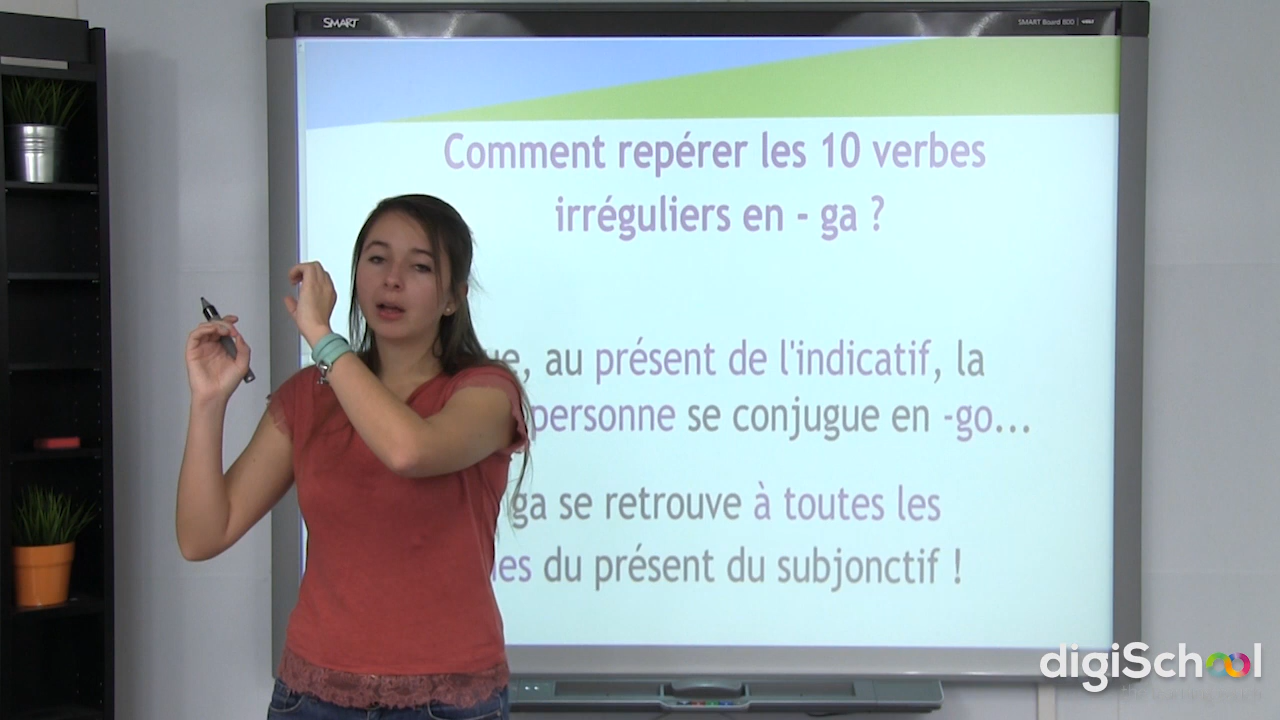 SMART
SMART Board 800
Comment repérer les 10 verbes
irréguliers en - ga ?
au présent de l'indicatif, la
personne se conjugue en -go...
ga se retrouve à toutes les
du présent du subjonctif !
digiSchool